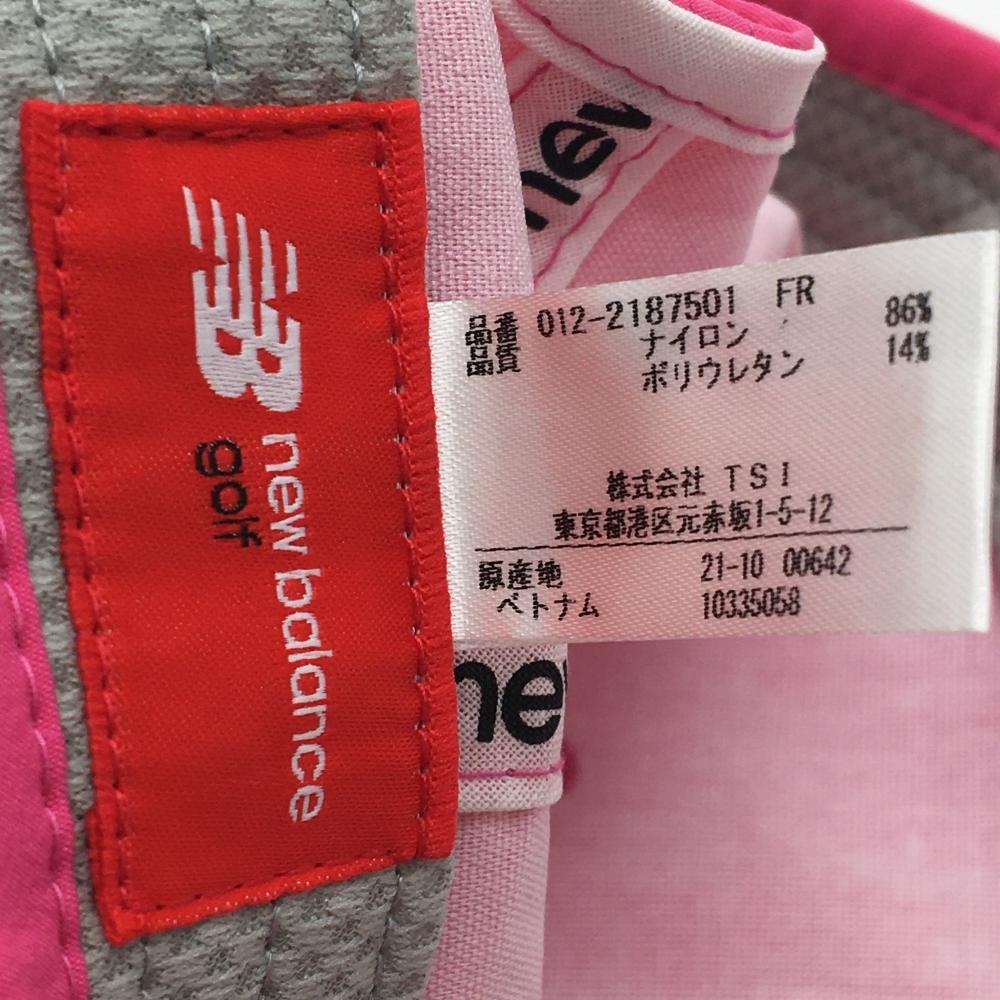 NB new balance
golf
new
品番 012-2187501 FR
品質 ナイロン 86%
ポリウレタン 14%
株式会社 TSI
東京都港区元赤坂1-5-12
原産地 21-10 00642
ベトナム 10335058
new